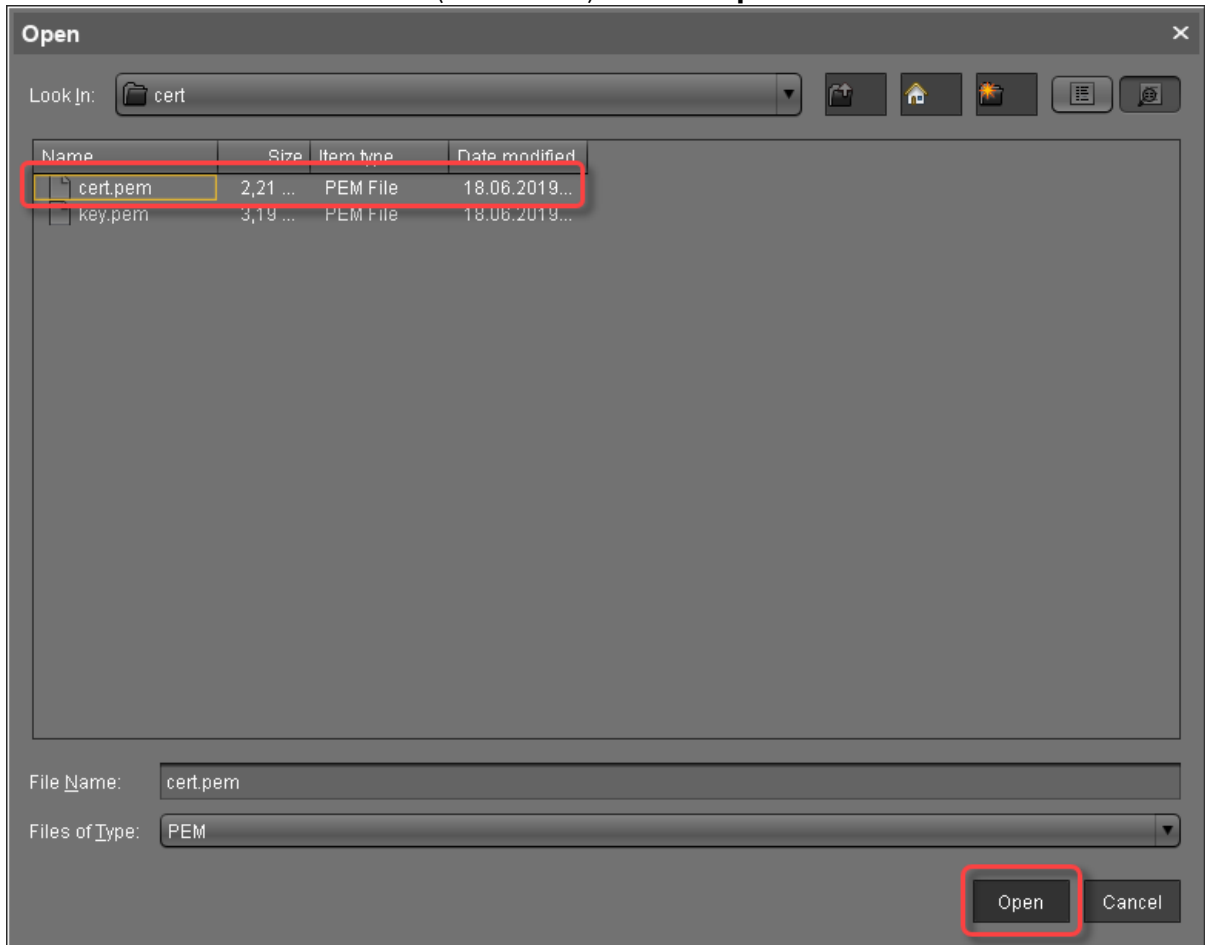 Open
Look In: cert
Name Size Item type Date modified
cert.pem 2,21 ... PEM File 18.06.2019...
key.pem 3,19 ... PEM File 18.06.2019...
File Name: cert.pem
Files of Type: PEM
Open Cancel